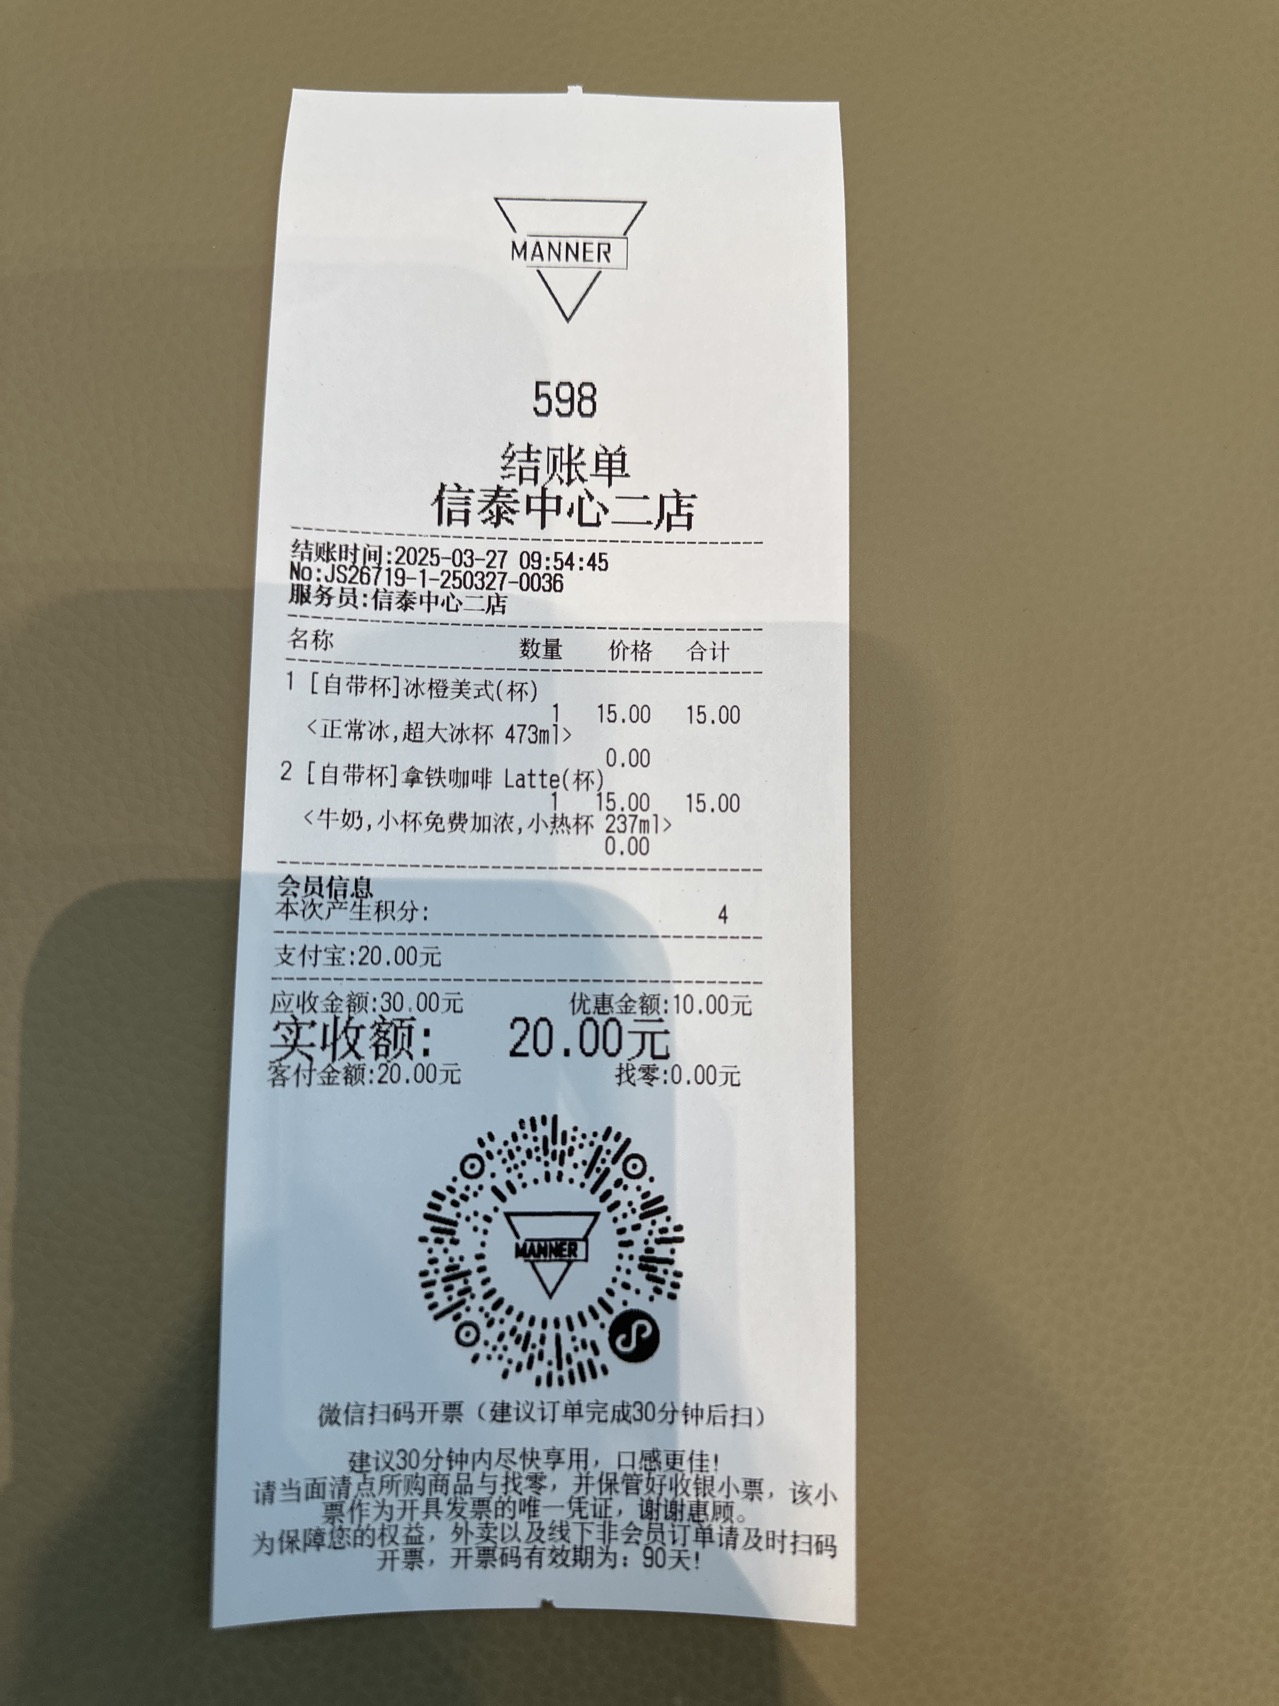 MANNER
598
结账单
信泰中心二店
结账时间:2025-03-27 09:54:45
No:JS26719-1-250327-0036
服务员:信泰中心二店
名称 数量 价格 合计
1 [自带杯]冰橙美式(杯)
1 15.00 15.00
<正常冰,超大冰杯 473ml>
0.00
2 [自带杯]拿铁咖啡 Latte(杯)
1 15.00 15.00
<牛奶,小杯免费加浓,小热杯 237ml>
0.00
会员信息
本次产生积分: 4
支付宝:20.00元
应收金额:30.00元 优惠金额:10.00元
实收额: 20.00元
客付金额:20.00元 找零:0.00元
MANNER
微信扫码开票（建议订单完成30分钟后扫）
建议30分钟内尽快享用，口感更佳!
请当面清点所购商品与找零，并保管好收银小票，该小
票作为开具发票的唯一凭证，谢谢惠顾。
为保障您的权益，外卖以及线下非会员订单请及时扫码
开票，开票码有效期为：90天!